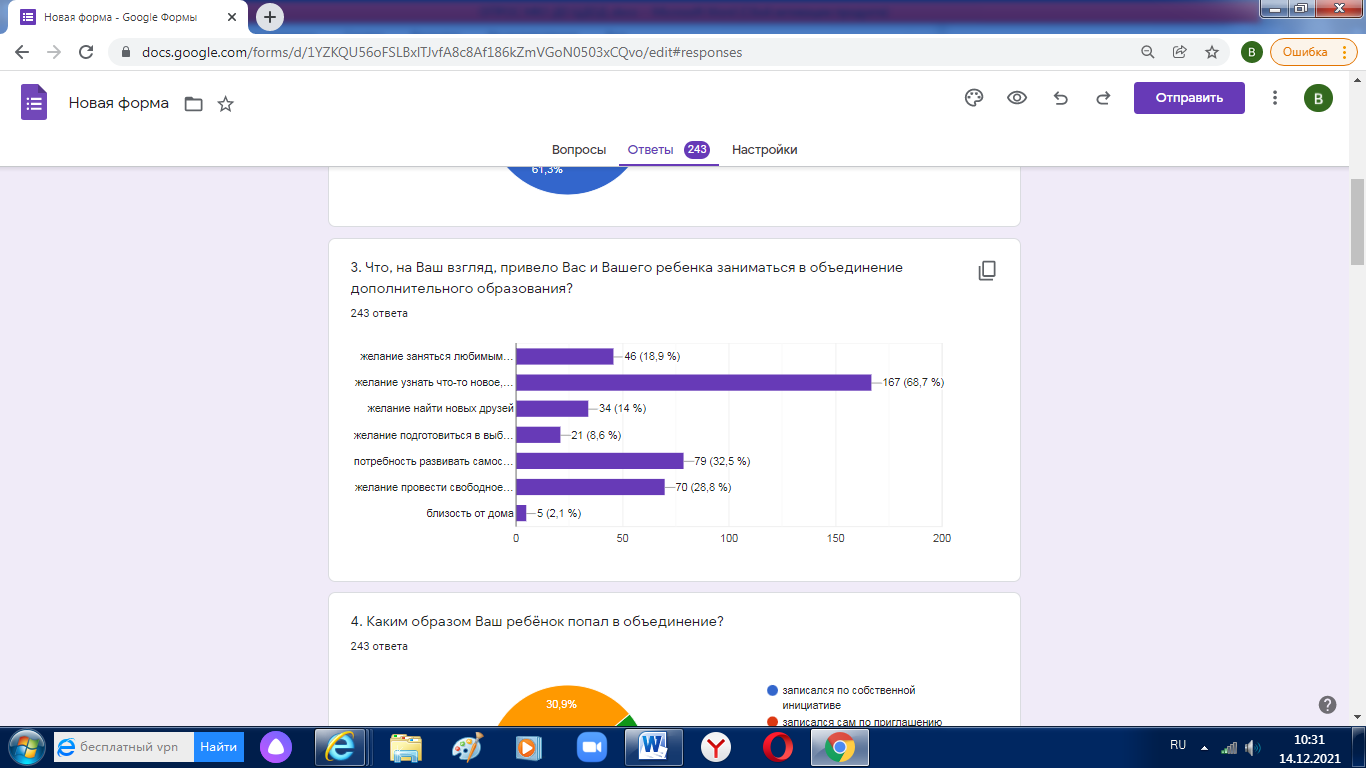 Новая форма - Google Формы
docs.google.com/forms/d/1YZKQU56oFSLBxITJvfA8c8Af186kZmVGoN0503xCQvo/edit#responses
В
Ошибка
Новая форма
Отправить
В
Вопросы
Ответы 243
Настройки
61,3%
3. Что, на Ваш взгляд, привело Вас и Вашего ребенка заниматься в объединение
дополнительного образования?
243 ответа
желание заняться любимым… 46 (18,9 %)
желание узнать что-то новое,… 167 (68,7 %)
желание найти новых друзей 34 (14 %)
желание подготовиться в выб… 21 (8,6 %)
потребность развивать самос… 79 (32,5 %)
желание провести свободное… 70 (28,8 %)
близость от дома 5 (2,1 %)
0 50 100 150 200
4. Каким образом Ваш ребёнок попал в объединение?
243 ответа
30,9%
записался по собственной
инициативе
записался сам по приглашению
бесплатный vpn
Найти
RU
10:31
14.12.2021